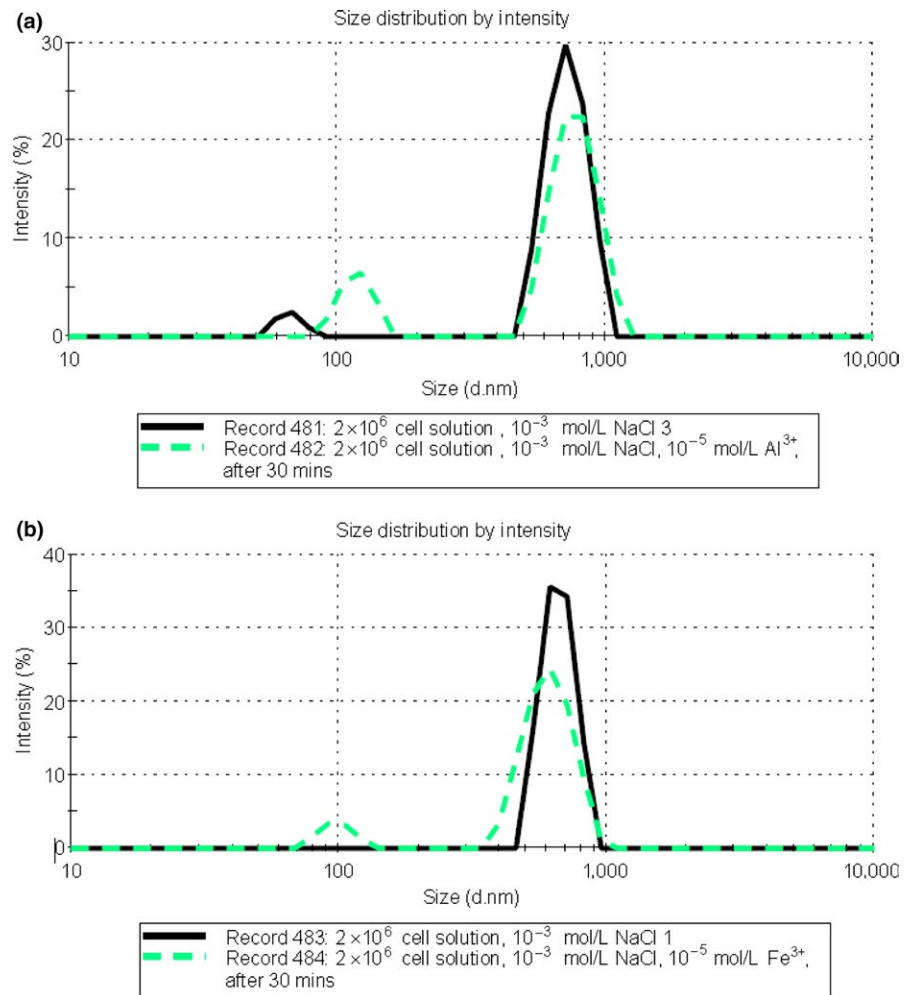 (a)
Size distribution by intensity
30
20
10
0
Intensity (%)
10 100 1,000 10,000
Size (d.nm)
Record 481: 2×10⁶ cell solution , 10⁻³ mol/L NaCl 3
Record 482: 2×10⁶ cell solution , 10⁻³ mol/L NaCl, 10⁻⁵ mol/L Al³⁺,
after 30 mins
(b)
Size distribution by intensity
40
30
20
10
0
Intensity (%)
10 100 1,000 10,000
Size (d.nm)
Record 483: 2×10⁶ cell solution, 10⁻³ mol/L NaCl 1
Record 484: 2×10⁶ cell solution, 10⁻³ mol/L NaCl, 10⁻⁵ mol/L Fe³⁺,
after 30 mins